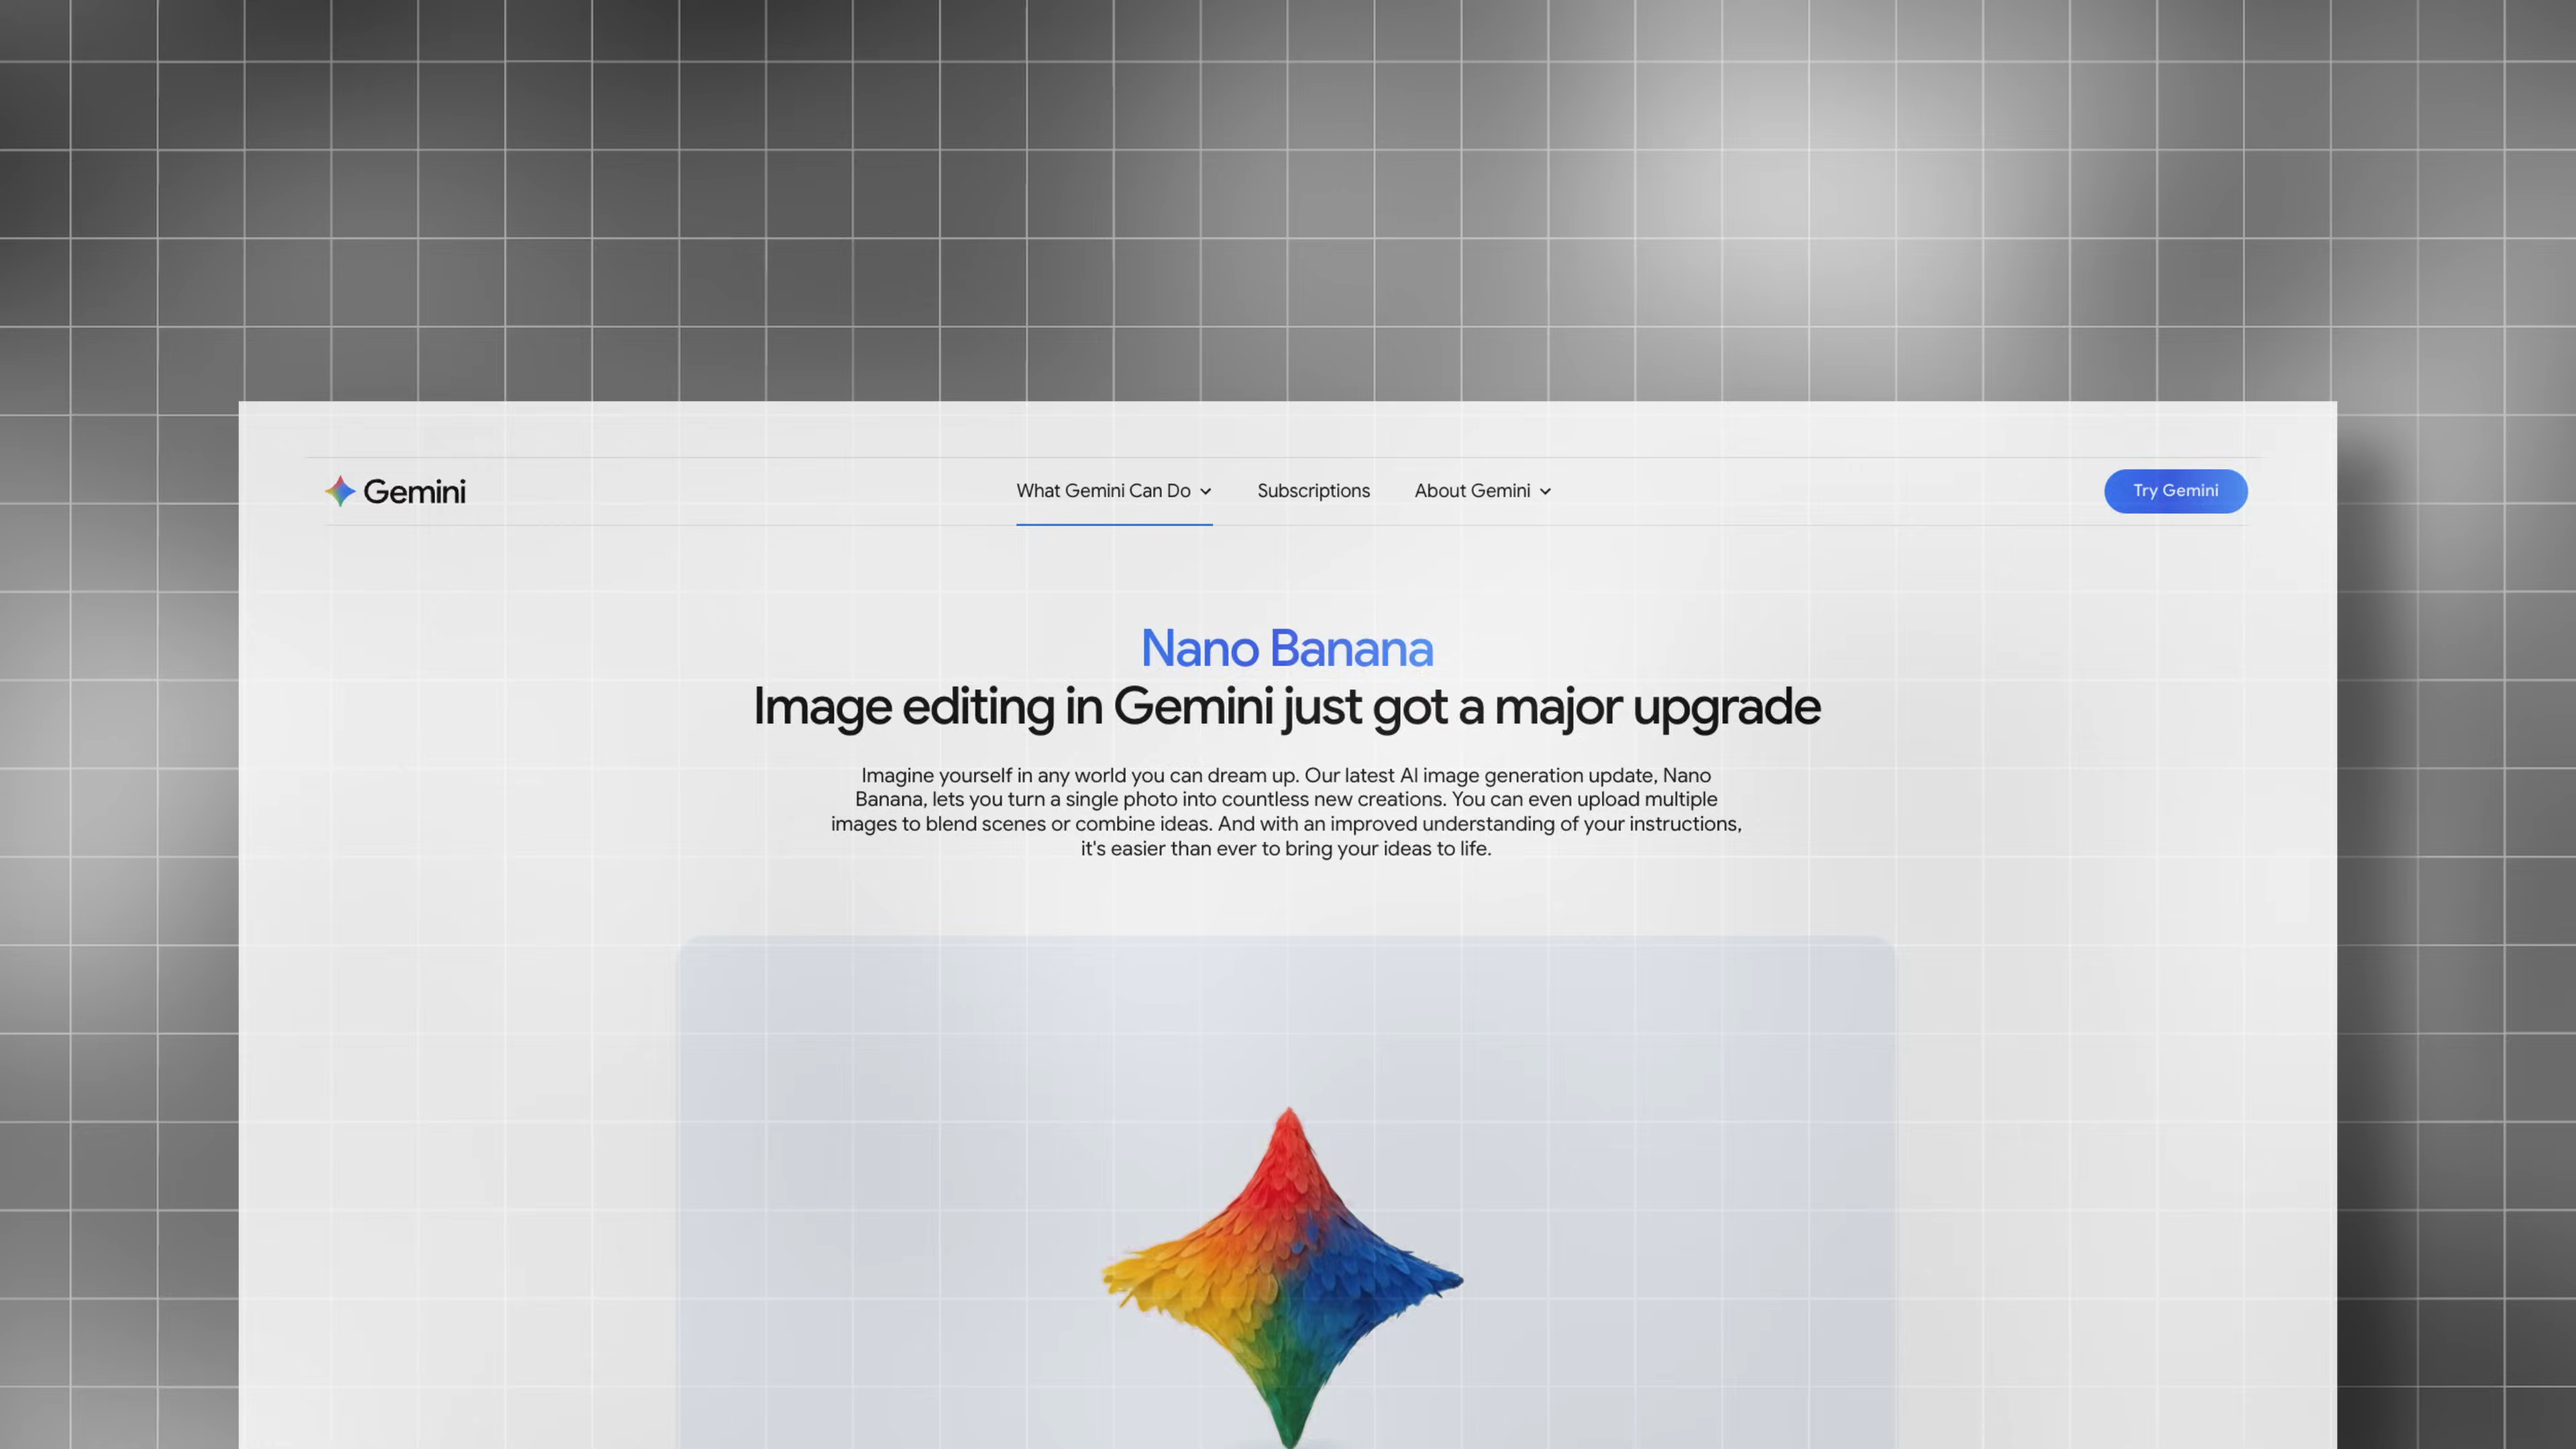 Gemini
What Gemini Can Do
Subscriptions
About Gemini
Try Gemini
Nano Banana
Image editing in Gemini just got a major upgrade
Imagine yourself in any world you can dream up. Our latest AI image generation update, Nano
Banana, lets you turn a single photo into countless new creations. You can even upload multiple
images to blend scenes or combine ideas. And with an improved understanding of your instructions,
it's easier than ever to bring your ideas to life.